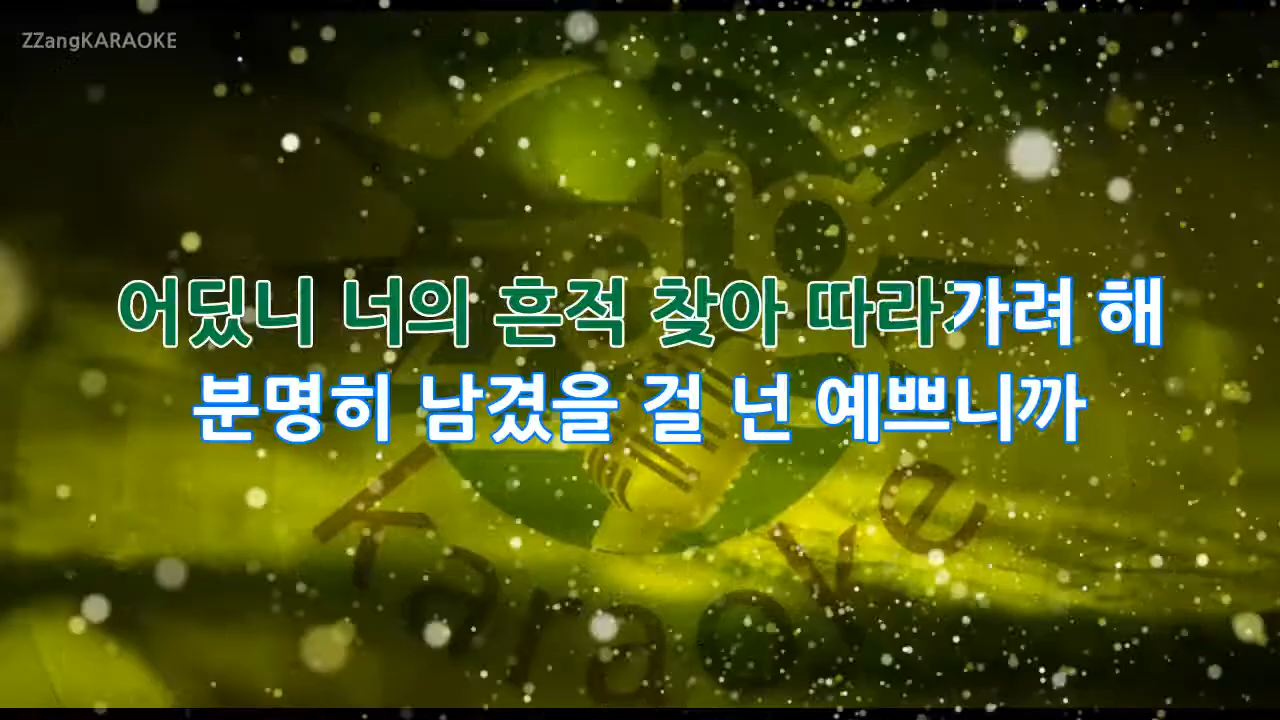 ZZangKARAOKE
어딨니 너의 흔적 찾아 따라가려 해
분명히 남겼을 걸 넌 예쁘니까
Karaoke